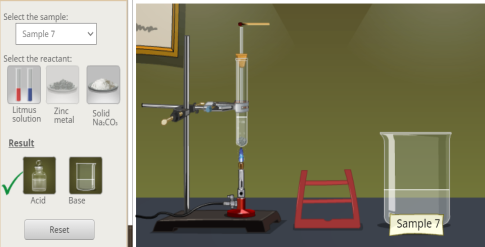 Select the sample:
Sample 7
Select the reactant:
Litmus
solution
Zinc
metal
Solid
Na₂CO₃
Result
Acid
Base
Reset
Sample 7